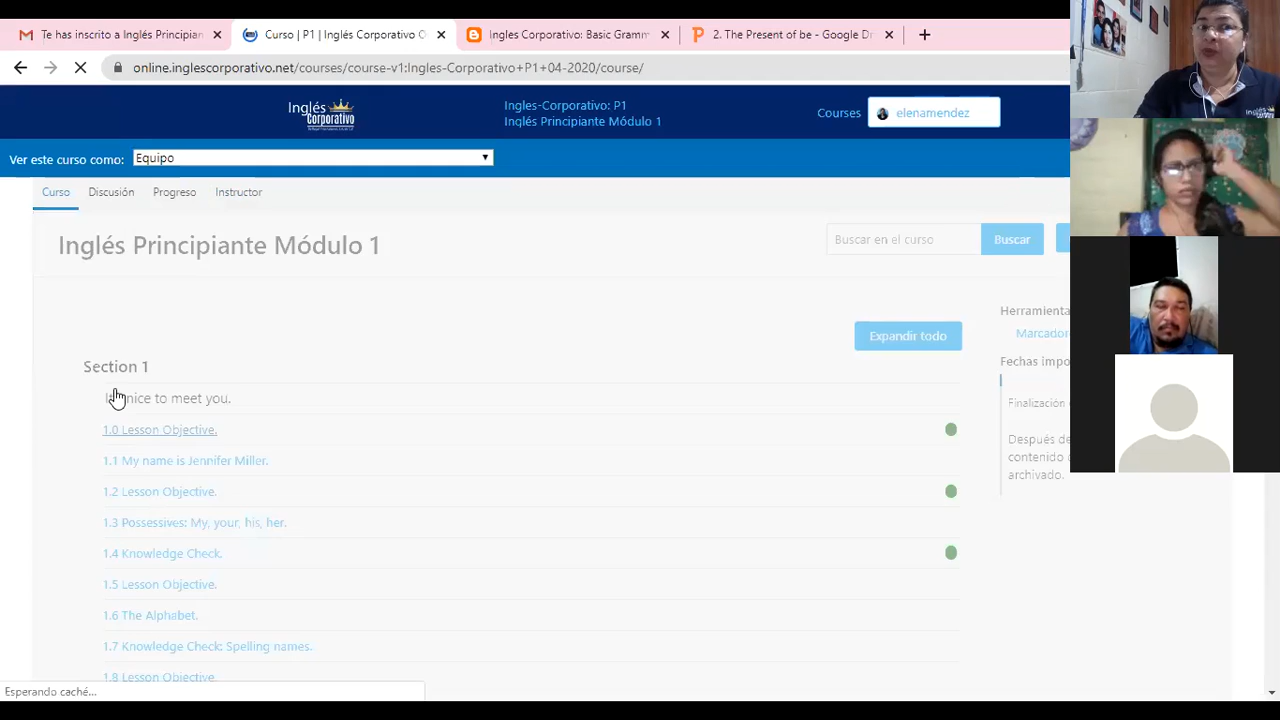 Te has inscrito a Inglés Principian
Curso | P1 | Inglés Corporativo O
Ingles Corporativo: Basic Gramm
2. The Present of be - Google Dr
online.inglescorporativo.net/courses/course-v1:Ingles-Corporativo+P1+04-2020/course/
Inglés
Corporativo
Ingles-Corporativo: P1
Inglés Principiante Módulo 1
Courses
elenamendez
Ver este curso como:
Equipo
Curso
Discusión
Progreso
Instructor
Inglés Principiante Módulo 1
Buscar en el curso
Buscar
Herramienta
Marcador
Expandir todo
Fechas impo
Section 1
nice to meet you.
Finalización
1.0 Lesson Objective.
Después de
contenido
archivado.
1.1 My name is Jennifer Miller.
1.2 Lesson Objective.
1.3 Possessives: My, your, his, her.
1.4 Knowledge Check.
1.5 Lesson Objective.
1.6 The Alphabet.
1.7 Knowledge Check: Spelling names.
1.8 Lesson Objective.
Esperando caché...